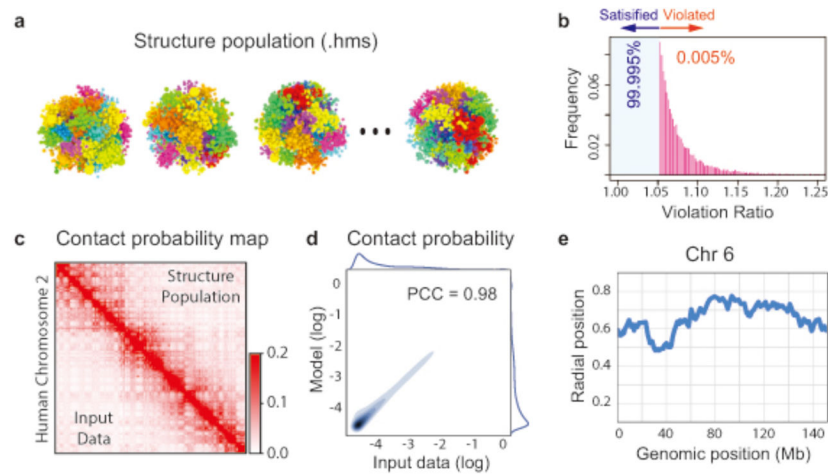 a
Structure population (.hms)
b
Satisified Violated
99.995%
0.005%
Frequency
0.06
0.02
1.00 1.05 1.10 1.15 1.20 1.25
Violation Ratio
c Contact probability map
Human Chromosome 2
Structure
Population
Input
Data
0.2
0.1
0.0
d Contact probability
PCC = 0.98
Model (log)
0
-1
-2
-3
-4
-4 -3 -2 -1 0
Input data (log)
e
Chr 6
Radial position
0.8
0.6
0.4
0.2
0 40 80 120 140
Genomic position (Mb)